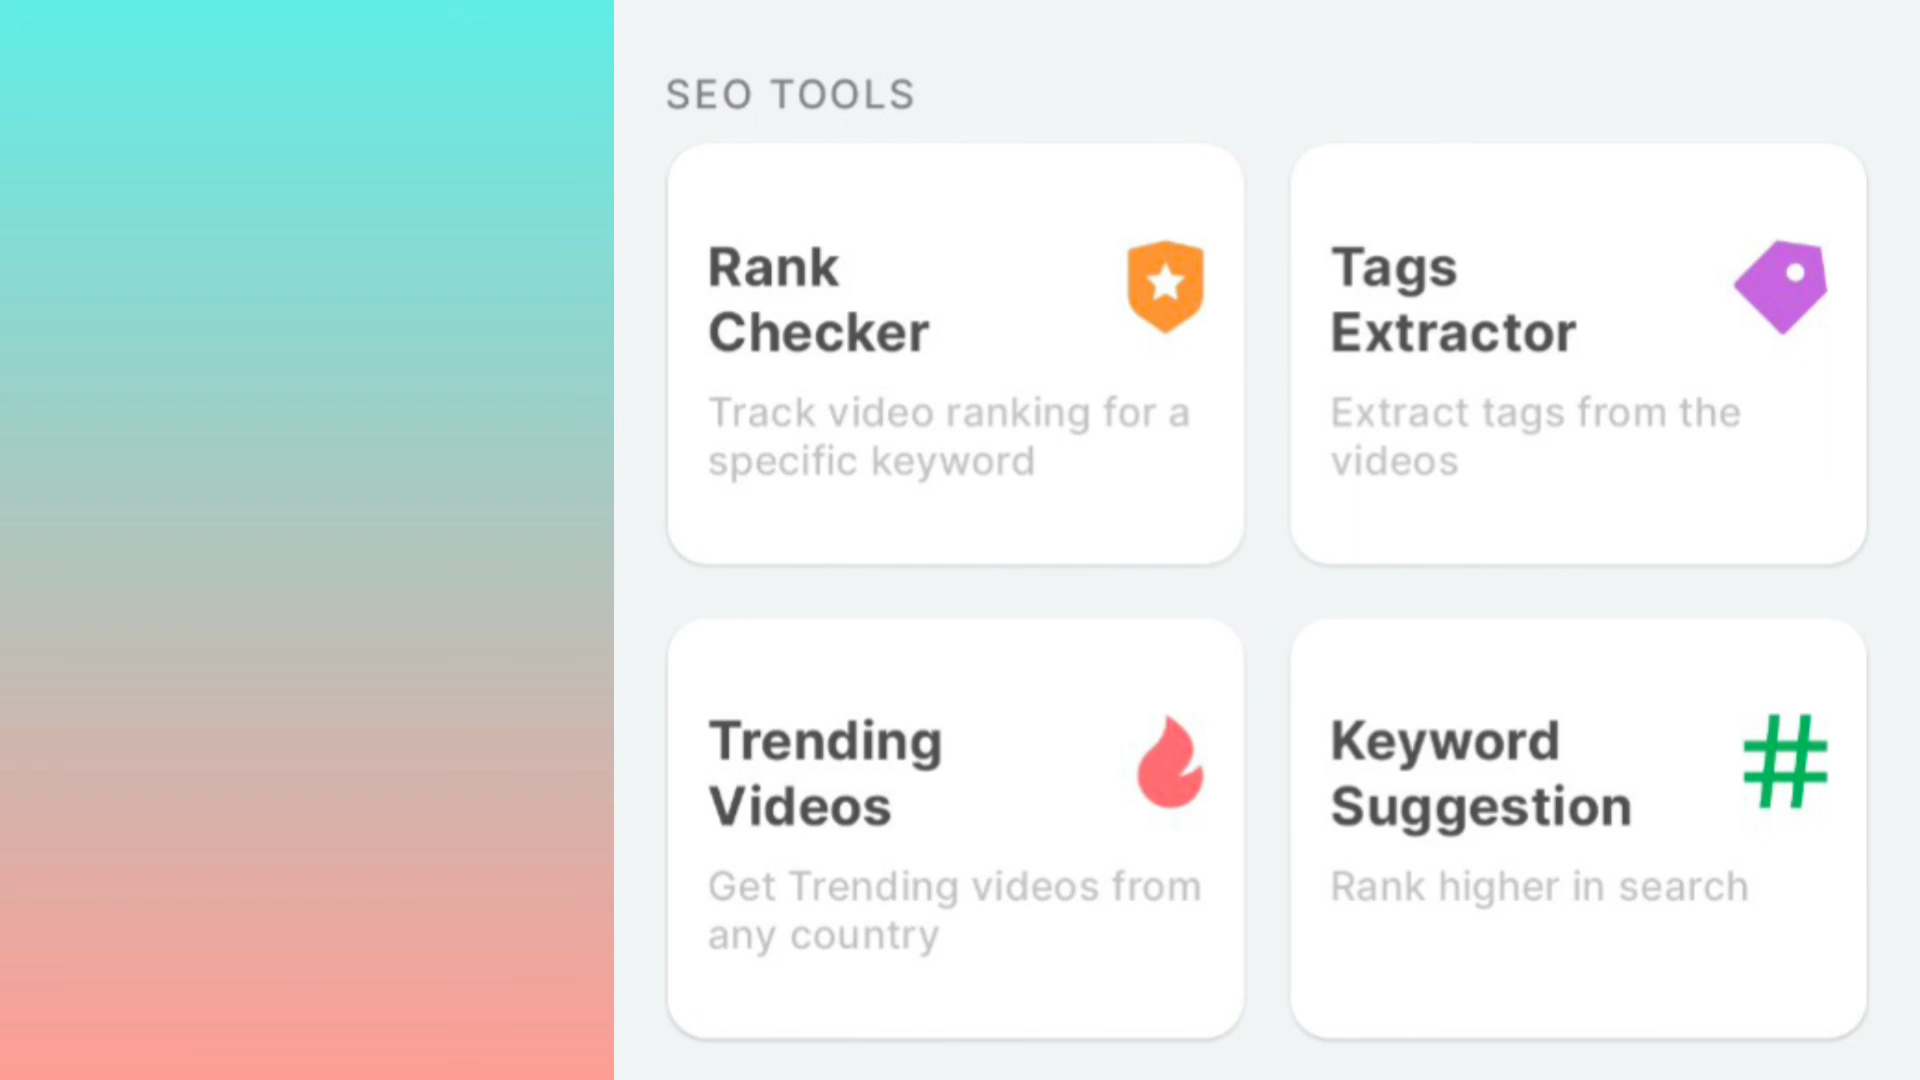 SEO TOOLS
Rank
Checker
Track video ranking for a
specific keyword
Tags
Extractor
Extract tags from the
videos
Trending
Videos
Get Trending videos from
any country
Keyword
Suggestion
Rank higher in search